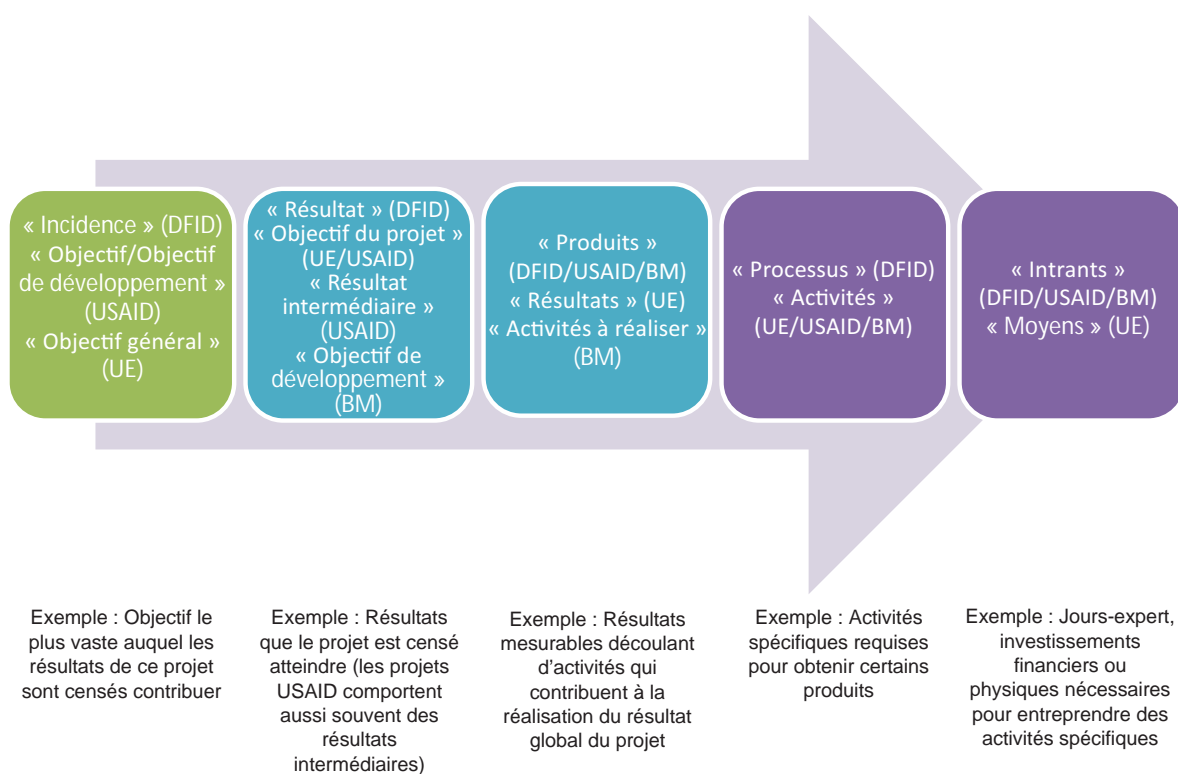 « Incidence » (DFID)
« Objectif/Objectif
de développement »
(USAID)
« Objectif général »
(UE)
« Résultat » (DFID)
« Objectif du projet »
(UE/USAID)
« Résultat
intermédiaire »
(USAID)
« Objectif de
développement »
(BM)
« Produits »
(DFID/USAID/BM)
« Résultats » (UE)
« Activités à réaliser »
(BM)
« Processus » (DFID)
« Activités »
(UE/USAID/BM)
« Intrants »
(DFID/USAID/BM)
« Moyens » (UE)
Exemple : Objectif le
plus vaste auquel les
résultats de ce projet
sont censés contribuer
Exemple : Résultats
que le projet est censé
atteindre (les projets
USAID comportent
aussi souvent des
résultats
intermédiaires)
Exemple : Résultats
mesurables découlant
d’activités qui
contribuent à la
réalisation du résultat
global du projet
Exemple : Activités
spécifiques requises
pour obtenir certains
produits
Exemple : Jours-expert,
investissements
financiers ou
physiques nécessaires
pour entreprendre des
activités spécifiques